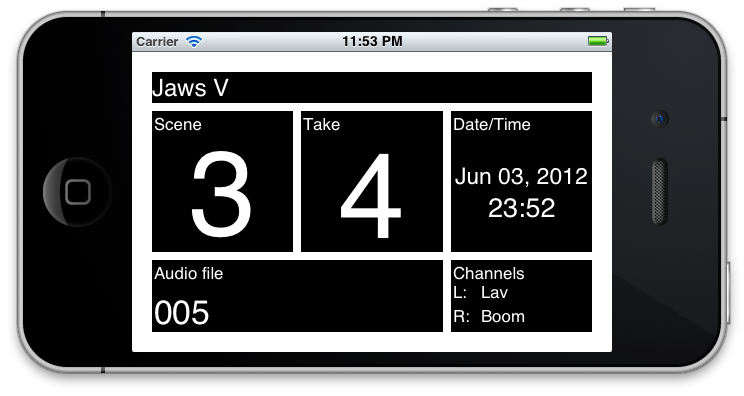 Carrier 11:53 PM
Jaws V
Scene Take Date/Time
3 4 Jun 03, 2012
23:52
Audio file Channels
L: Lav
005 R: Boom